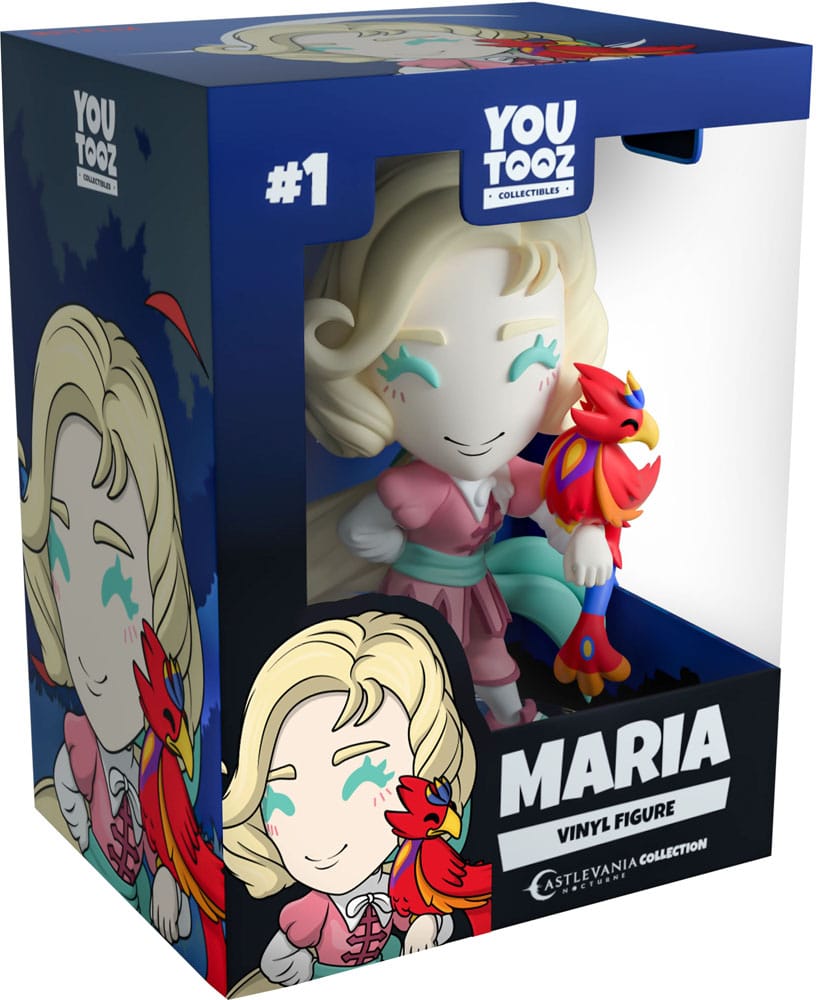 YOU
TOOZ
COLLECTIBLES
#1
YOU
TOOZ
· COLLECTIBLES ·
MARIA
VINYL FIGURE
CASTLEVANIA COLLECTION
NOCTURNE